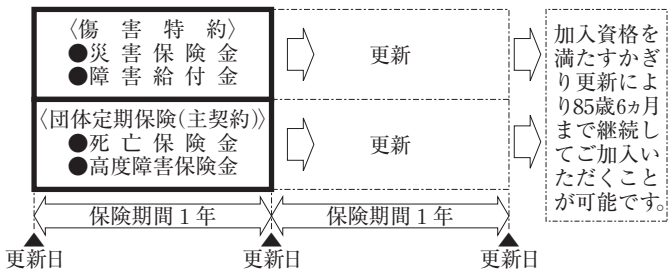 〈傷害特約〉
●災害保険金
●障害給付金
更新
〈団体定期保険(主契約)〉
●死亡保険金
●高度障害保険金
更新
加入資格を
満たすかぎ
り更新によ
り85歳6ヵ月
まで継続し
てご加入い
ただくこと
が可能です。
保険期間1年
保険期間1年
更新日
更新日
更新日